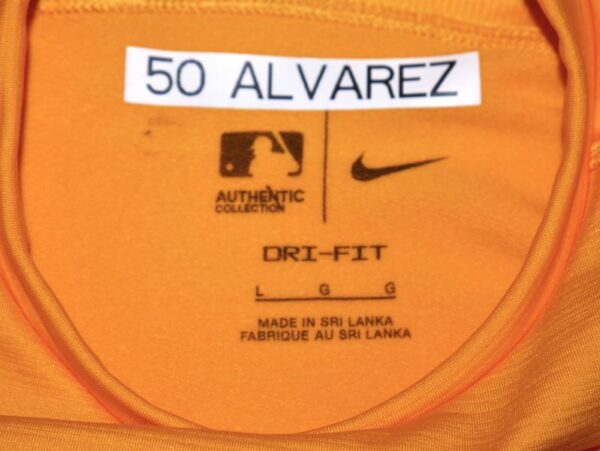 50 ALVAREZ
AUTHENTIC
COLLECTION
DRI-FIT
L G G
MADE IN SRI LANKA
FABRIQUE AU SRI LANKA